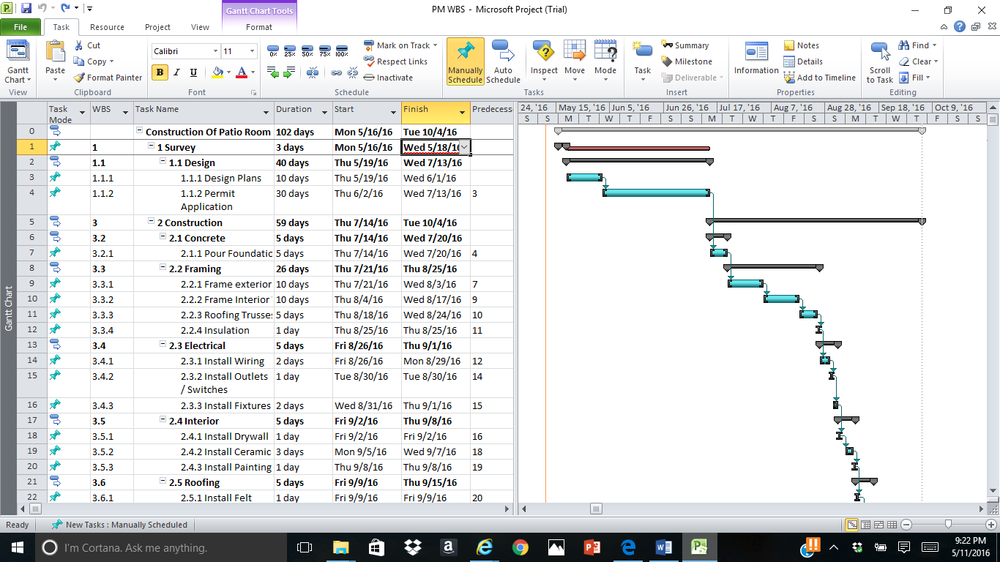 PM WBS - Microsoft Project (Trial)
Gantt Chart Tools
File Task Resource Project View Format
Gantt Chart
View
Paste
Cut
Copy
Format Painter
Clipboard
Calibri 11
B I U A
Font
0% 25% 50% 75% 100%
Mark on Track
Respect Links
Inactivate
Schedule
Manually Schedule
Auto Schedule
Inspect
Move
Mode
Tasks
Task
Summary
Milestone
Deliverable
Insert
Information
Notes
Details
Add to Timeline
Properties
Scroll to Task
Find
Clear
Fill
Editing
Task Mode WBS Task Name Duration Start Finish Predecess
0 Construction Of Patio Room 102 days Mon 5/16/16 Tue 10/4/16
1 1 1 Survey 3 days Mon 5/16/16 Wed 5/18/16
2 1.1 1.1 Design 40 days Thu 5/19/16 Wed 7/13/16
3 1.1.1 1.1.1 Design Plans 10 days Thu 5/19/16 Wed 6/1/16
4 1.1.2 1.1.2 Permit Application 30 days Thu 6/2/16 Wed 7/13/16 3
5 3 2 Construction 59 days Thu 7/14/16 Tue 10/4/16
6 3.2 2.1 Concrete 5 days Thu 7/14/16 Wed 7/20/16
7 3.2.1 2.1.1 Pour Foundatic 5 days Thu 7/14/16 Wed 7/20/16 4
8 3.3 2.2 Framing 26 days Thu 7/21/16 Thu 8/25/16
9 3.3.1 2.2.1 Frame exterior 10 days Thu 7/21/16 Wed 8/3/16 7
10 3.3.2 2.2.2 Frame Interior 10 days Thu 8/4/16 Wed 8/17/16 9
11 3.3.3 2.2.3 Roofing Trusse 5 days Thu 8/18/16 Wed 8/24/16 10
12 3.3.4 2.2.4 Insulation 1 day Thu 8/25/16 Thu 8/25/16 11
13 3.4 2.3 Electrical 5 days Fri 8/26/16 Thu 9/1/16
14 3.4.1 2.3.1 Install Wiring 2 days Fri 8/26/16 Mon 8/29/16 12
15 3.4.2 2.3.2 Install Outlets / Switches 1 day Tue 8/30/16 Tue 8/30/16 14
16 3.4.3 2.3.3 Install Fixtures 2 days Wed 8/31/16 Thu 9/1/16 15
17 3.5 2.4 Interior 5 days Fri 9/2/16 Thu 9/8/16
18 3.5.1 2.4.1 Install Drywall 1 day Fri 9/2/16 Fri 9/2/16 16
19 3.5.2 2.4.2 Install Ceramic 3 days Mon 9/5/16 Wed 9/7/16 18
20 3.5.3 2.4.3 Install Painting 1 day Thu 9/8/16 Thu 9/8/16 19
21 3.6 2.5 Roofing 5 days Fri 9/9/16 Thu 9/15/16
22 3.6.1 2.5.1 Install Felt 1 day Fri 9/9/16 Fri 9/9/16 20
24, '16 May 15, '16 Jun 5, '16 Jun 26, '16 Jul 17, '16 Aug 7, '16 Aug 28, '16 Sep 18, '16 Oct 9, '16
S S M T W T F S S M T W T F S S M T W T F S S
Gantt Chart
Ready New Tasks : Manually Scheduled
I'm Cortana. Ask me anything.
9:22 PM
5/11/2016